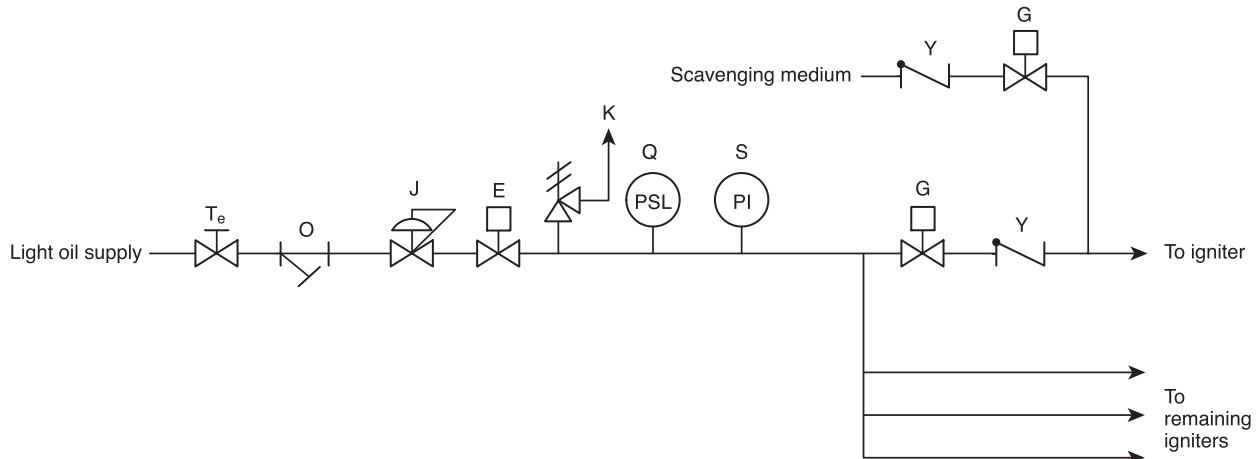 G
Y
Scavenging medium
K
Q
S
J
E
G
Te
O
PSL
PI
Y
Light oil supply
To igniter
To
remaining
igniters